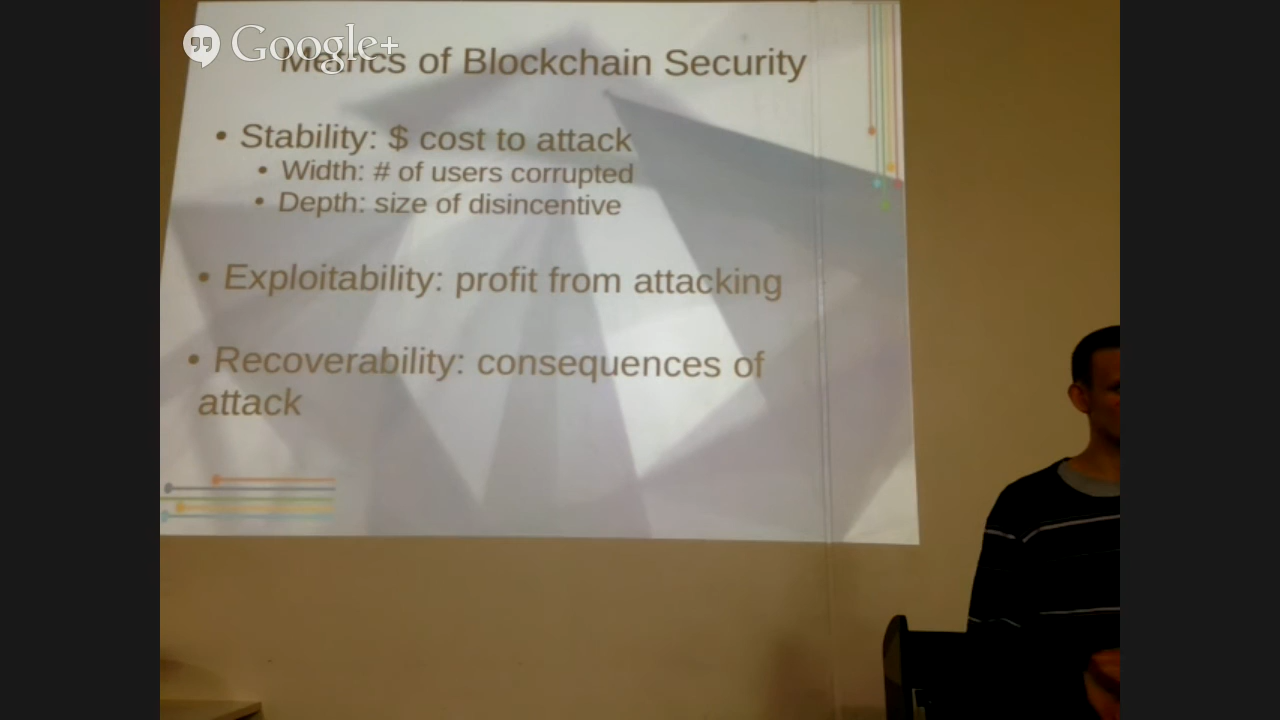 Google+
Metrics of Blockchain Security
• Stability: $ cost to attack
• Width: # of users corrupted
• Depth: size of disincentive
• Exploitability: profit from attacking
• Recoverability: consequences of
attack